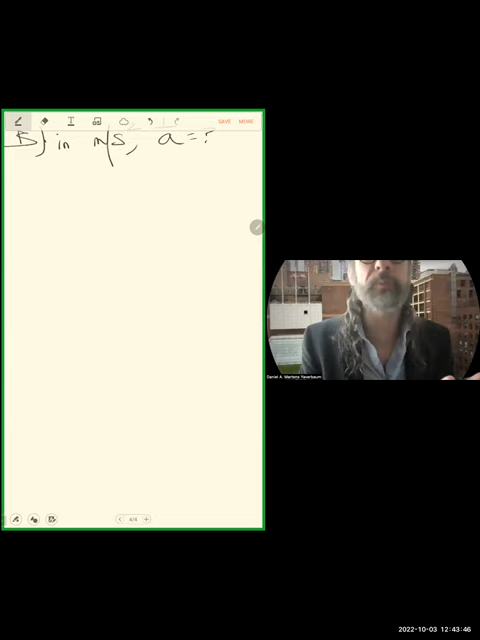 SAVE MORE
B) in m/s, a=?
4/4
Daniel A. Martens Yaverbaum
2022-10-03 12:43:46